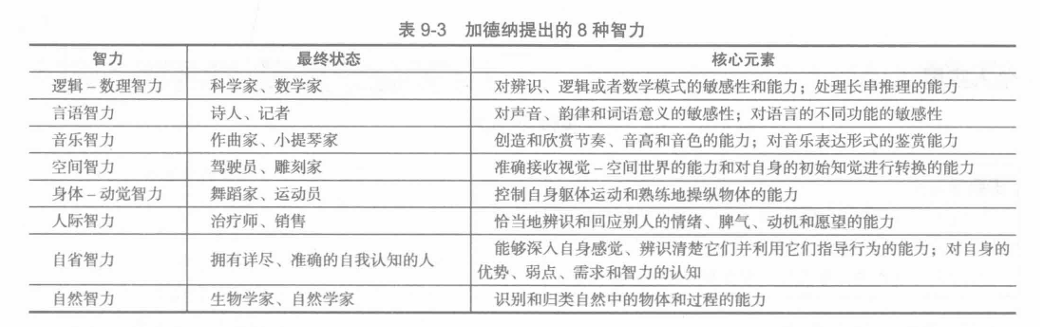 表 9-3 加德纳提出的 8 种智力
智力 最终状态 核心元素
逻辑–数理智力 科学家、数学家 对辨识、逻辑或者数学模式的敏感性和能力；处理长串推理的能力
言语智力 诗人、记者 对声音、韵律和词语意义的敏感性；对语言的不同功能的敏感性
音乐智力 作曲家、小提琴家 创造和欣赏节奏、音高和音色的能力；对音乐表达形式的鉴赏能力
空间智力 驾驶员、雕刻家 准确接收视觉–空间世界的能力和对自身的初始知觉进行转换的能力
身体–动觉智力 舞蹈家、运动员 控制自身躯体运动和熟练地操纵物体的能力
人际智力 治疗师、销售 恰当地辨识和回应别人的情绪、脾气、动机和愿望的能力
自省智力 拥有详尽、准确的自我认知的人 能够深入自身感觉、辨识清楚它们并利用它们指导行为的能力；对自身的
优势、弱点、需求和智力的认知
自然智力 生物学家、自然学家 识别和归类自然中的物体和过程的能力